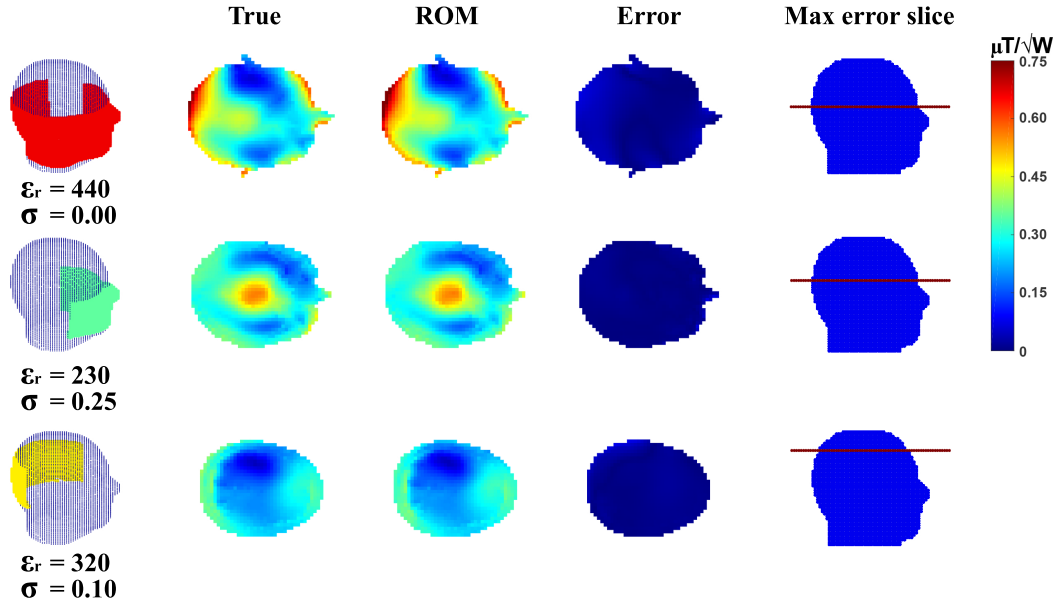 True ROM Error Max error slice
μT/√W
0.75
0.60
0.45
0.30
0.15
0
εr = 440
σ = 0.00
εr = 230
σ = 0.25
εr = 320
σ = 0.10